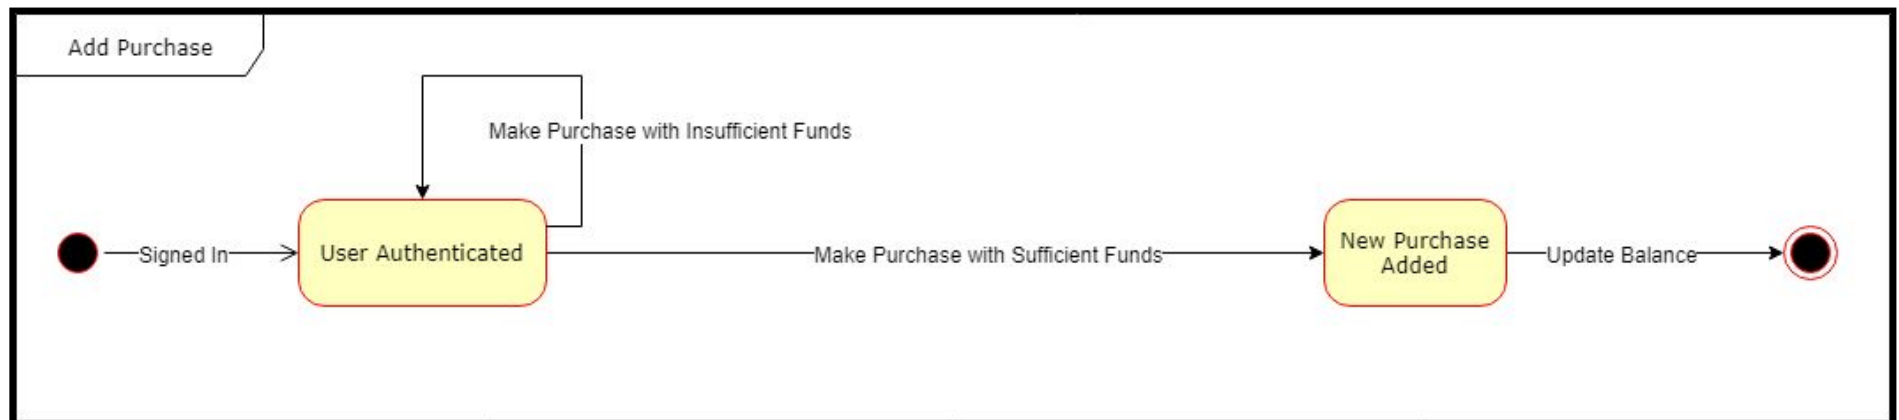 Add Purchase
Make Purchase with Insufficient Funds
Signed In
User Authenticated
Make Purchase with Sufficient Funds
New Purchase
Added
Update Balance